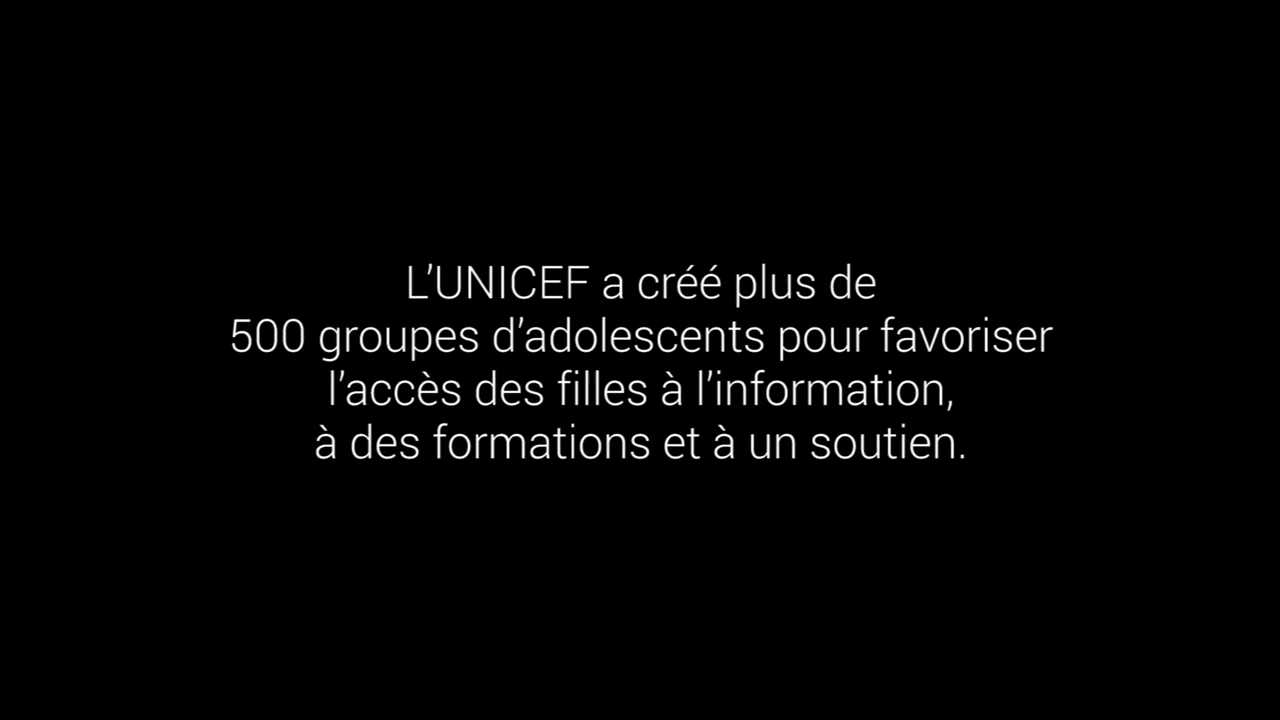 L’UNICEF a créé plus de
500 groupes d’adolescents pour favoriser
l’accès des filles à l’information,
à des formations et à un soutien.